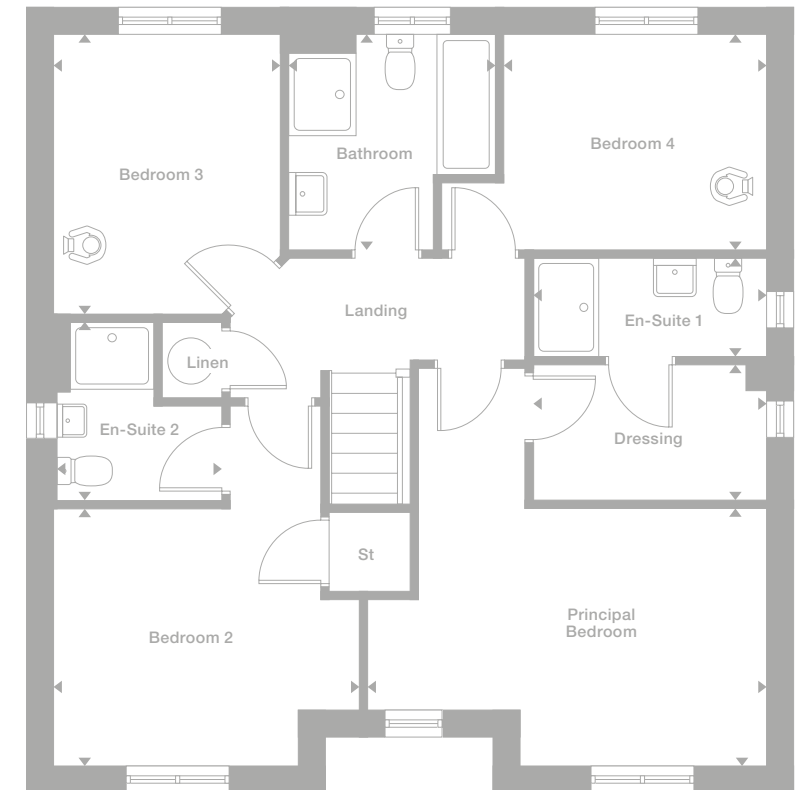 Bedroom 3
Bathroom
Bedroom 4
Landing
En-Suite 1
Linen
En-Suite 2
Dressing
St
Bedroom 2
Principal
Bedroom